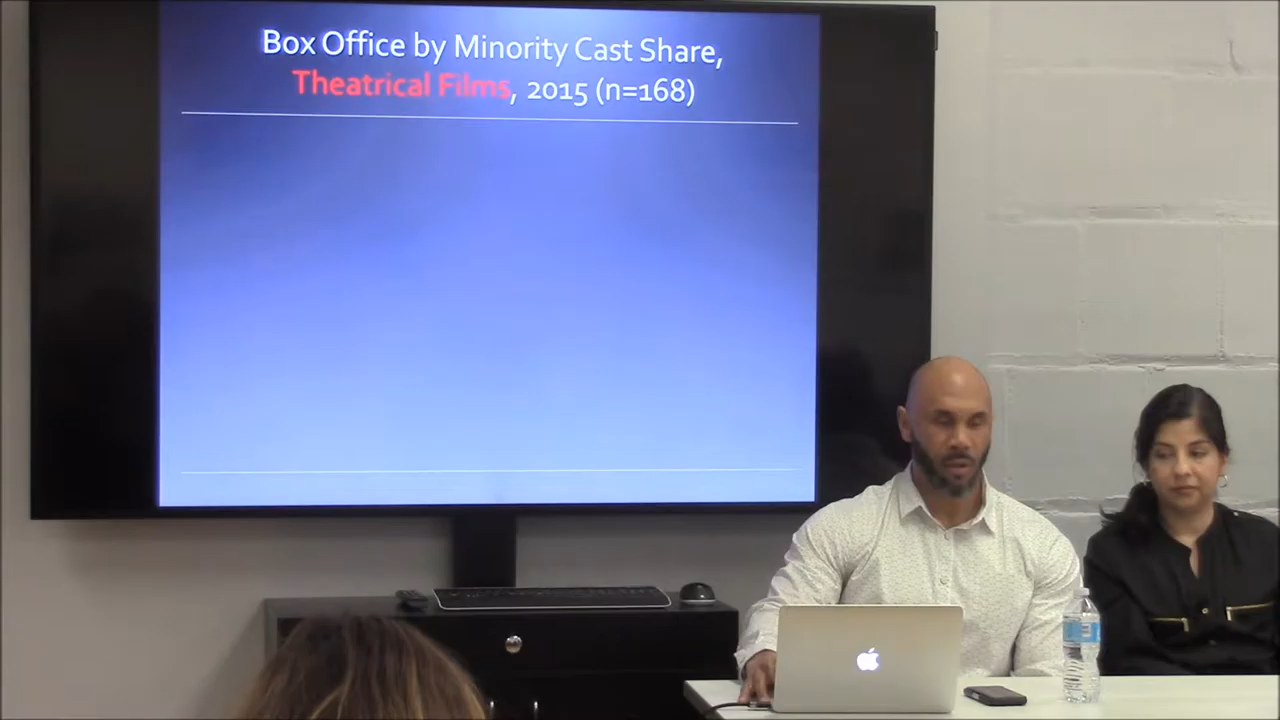 Box Office by Minority Cast Share,
Theatrical Films, 2015 (n=168)